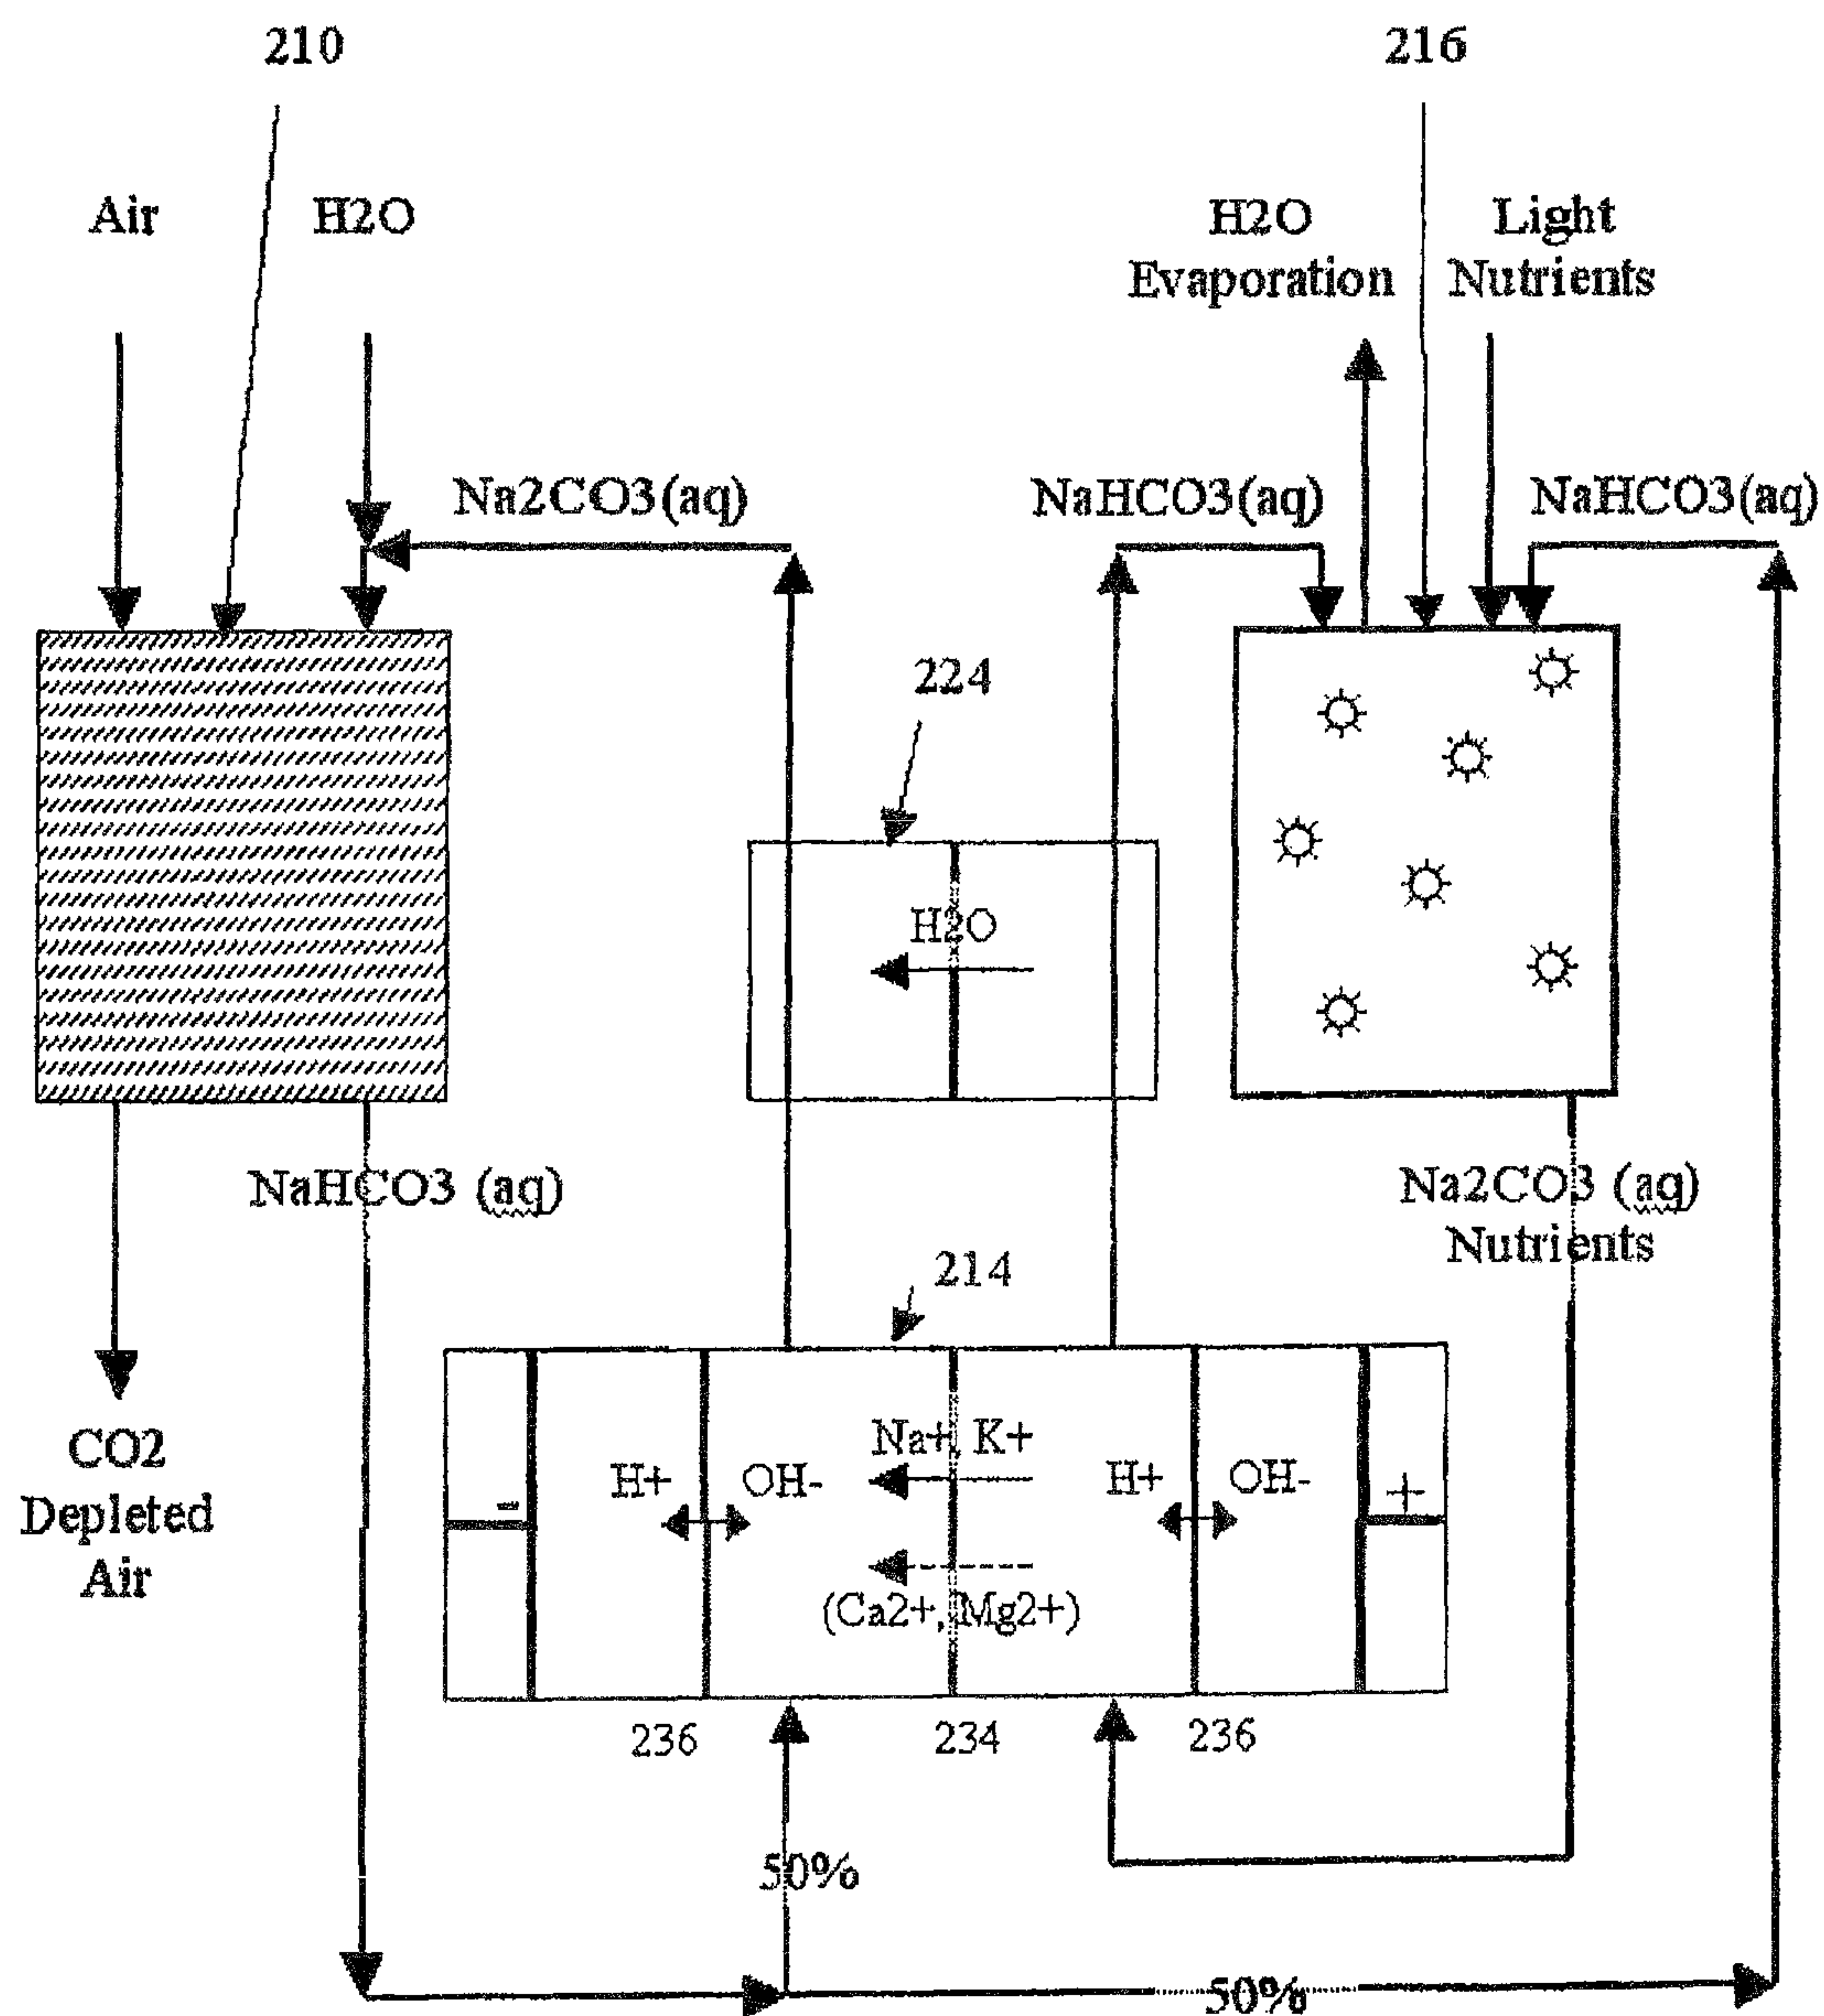 210
216
Air
H2O
H2O
Evaporation
Light
Nutrients
Na2CO3(aq)
NaHCO3(aq)
NaHCO3(aq)
224
H2O
NaHCO3 (aq)
Na2CO3 (aq)
Nutrients
214
CO2
Depleted
Air
-
H+
OH-
Na+, K+
H+
OH-
+
(Ca2+, Mg2+)
236
234
236
50%
50%